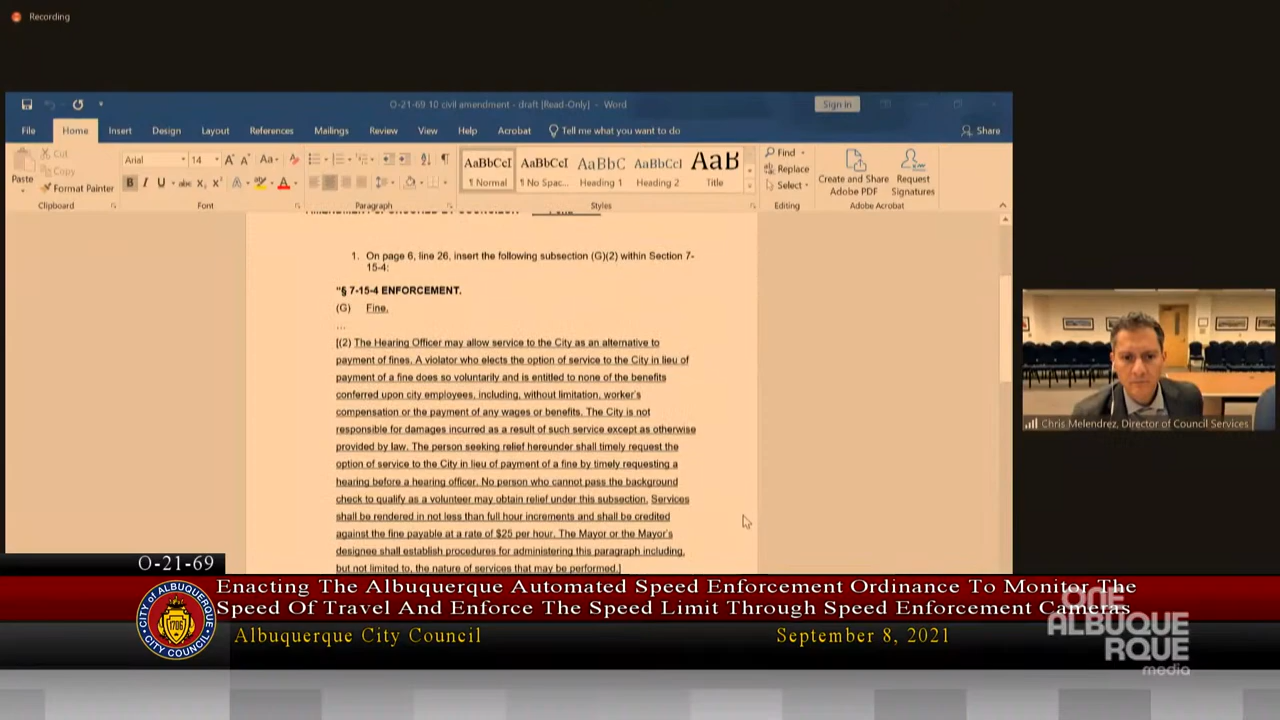 Recording
O-21-69 10 civil amendment - draft [Read-Only] - Word
Sign in
File Home Insert Design Layout References Mailings Review View Help Acrobat Tell me what you want to do Share
Paste
Cut
Copy
Format Painter
Clipboard
Arial 14
Font
Paragraph
AaBbCcI AaBbCcI AaBbC AaBbCcI AaB
¶ Normal ¶ No Spac... Heading 1 Heading 2 Title
Styles
Find
Replace
Select
Editing
Create and Share
Adobe PDF
Request
Signatures
Adobe Acrobat
AMENDMENT SPONSORED BY COUNCILOR
1. On page 6, line 26, insert the following subsection (G)(2) within Section 7-
15-4:
"§ 7-15-4 ENFORCEMENT.
(G) Fine.
...
[(2) The Hearing Officer may allow service to the City as an alternative to
payment of fines. A violator who elects the option of service to the City in lieu of
payment of a fine does so voluntarily and is entitled to none of the benefits
conferred upon city employees, including, without limitation, worker's
compensation or the payment of any wages or benefits. The City is not
responsible for damages incurred as a result of such service except as otherwise
provided by law. The person seeking relief hereunder shall timely request the
option of service to the City in lieu of payment of a fine by timely requesting a
hearing before a hearing officer. No person who cannot pass the background
check to qualify as a volunteer may obtain relief under this subsection. Services
shall be rendered in not less than full hour increments and shall be credited
against the fine payable at a rate of $25 per hour. The Mayor or the Mayor's
designee shall establish procedures for administering this paragraph including,
but not limited to, the nature of services that may be performed.]
Chris Melendrez, Director of Council Services
O-21-69
Enacting The Albuquerque Automated Speed Enforcement Ordinance To Monitor The
Speed Of Travel And Enforce The Speed Limit Through Speed Enforcement Cameras
Albuquerque City Council September 8, 2021
CITY OF ALBUQUERQUE
1706
CITY COUNCIL
ONE
ALBUQUE
RQUE
media